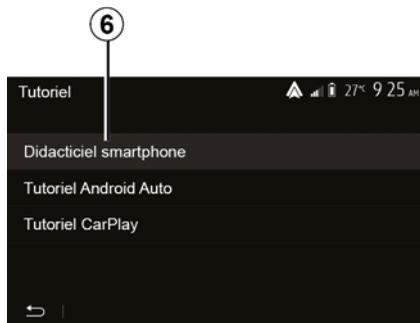 6
Tutoriel 27°C 9 25 AM
Didacticiel smartphone
Tutoriel Android Auto
Tutoriel CarPlay